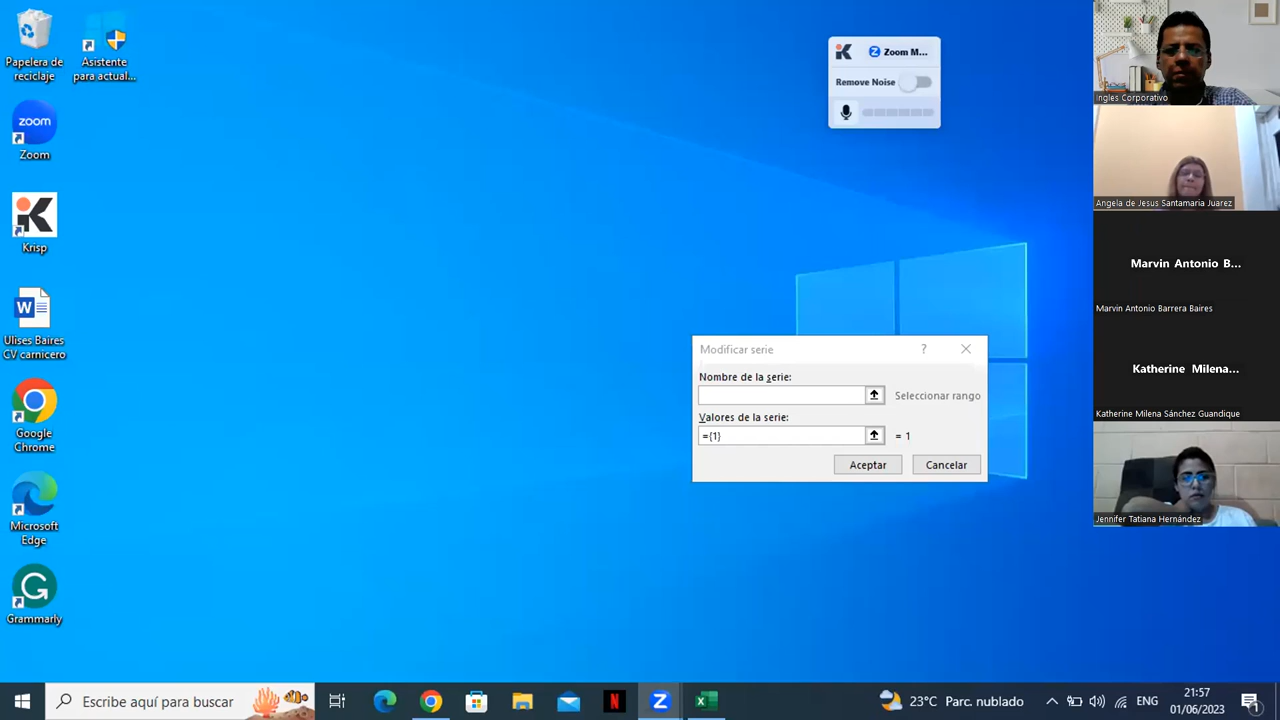 Papelera de
reciclaje
Asistente
para actual...
zoom
Zoom
Krisp
Ulises Baires
CV carnicero
Google
Chrome
Microsoft
Edge
Grammarly
Zoom M...
Remove Noise
Modificar serie
?
Nombre de la serie:
Seleccionar rango
Valores de la serie:
={1}
= 1
Aceptar
Cancelar
Ingles Corporativo
Angela de Jesus Santamaria Juarez
Marvin Antonio B...
Marvin Antonio Barrera Baires
Katherine Milena...
Katherine Milena Sánchez Guandique
Jennifer Tatiana Hernández
Escribe aquí para buscar
23°C Parc. nublado
ENG
21:57
01/06/2023
1